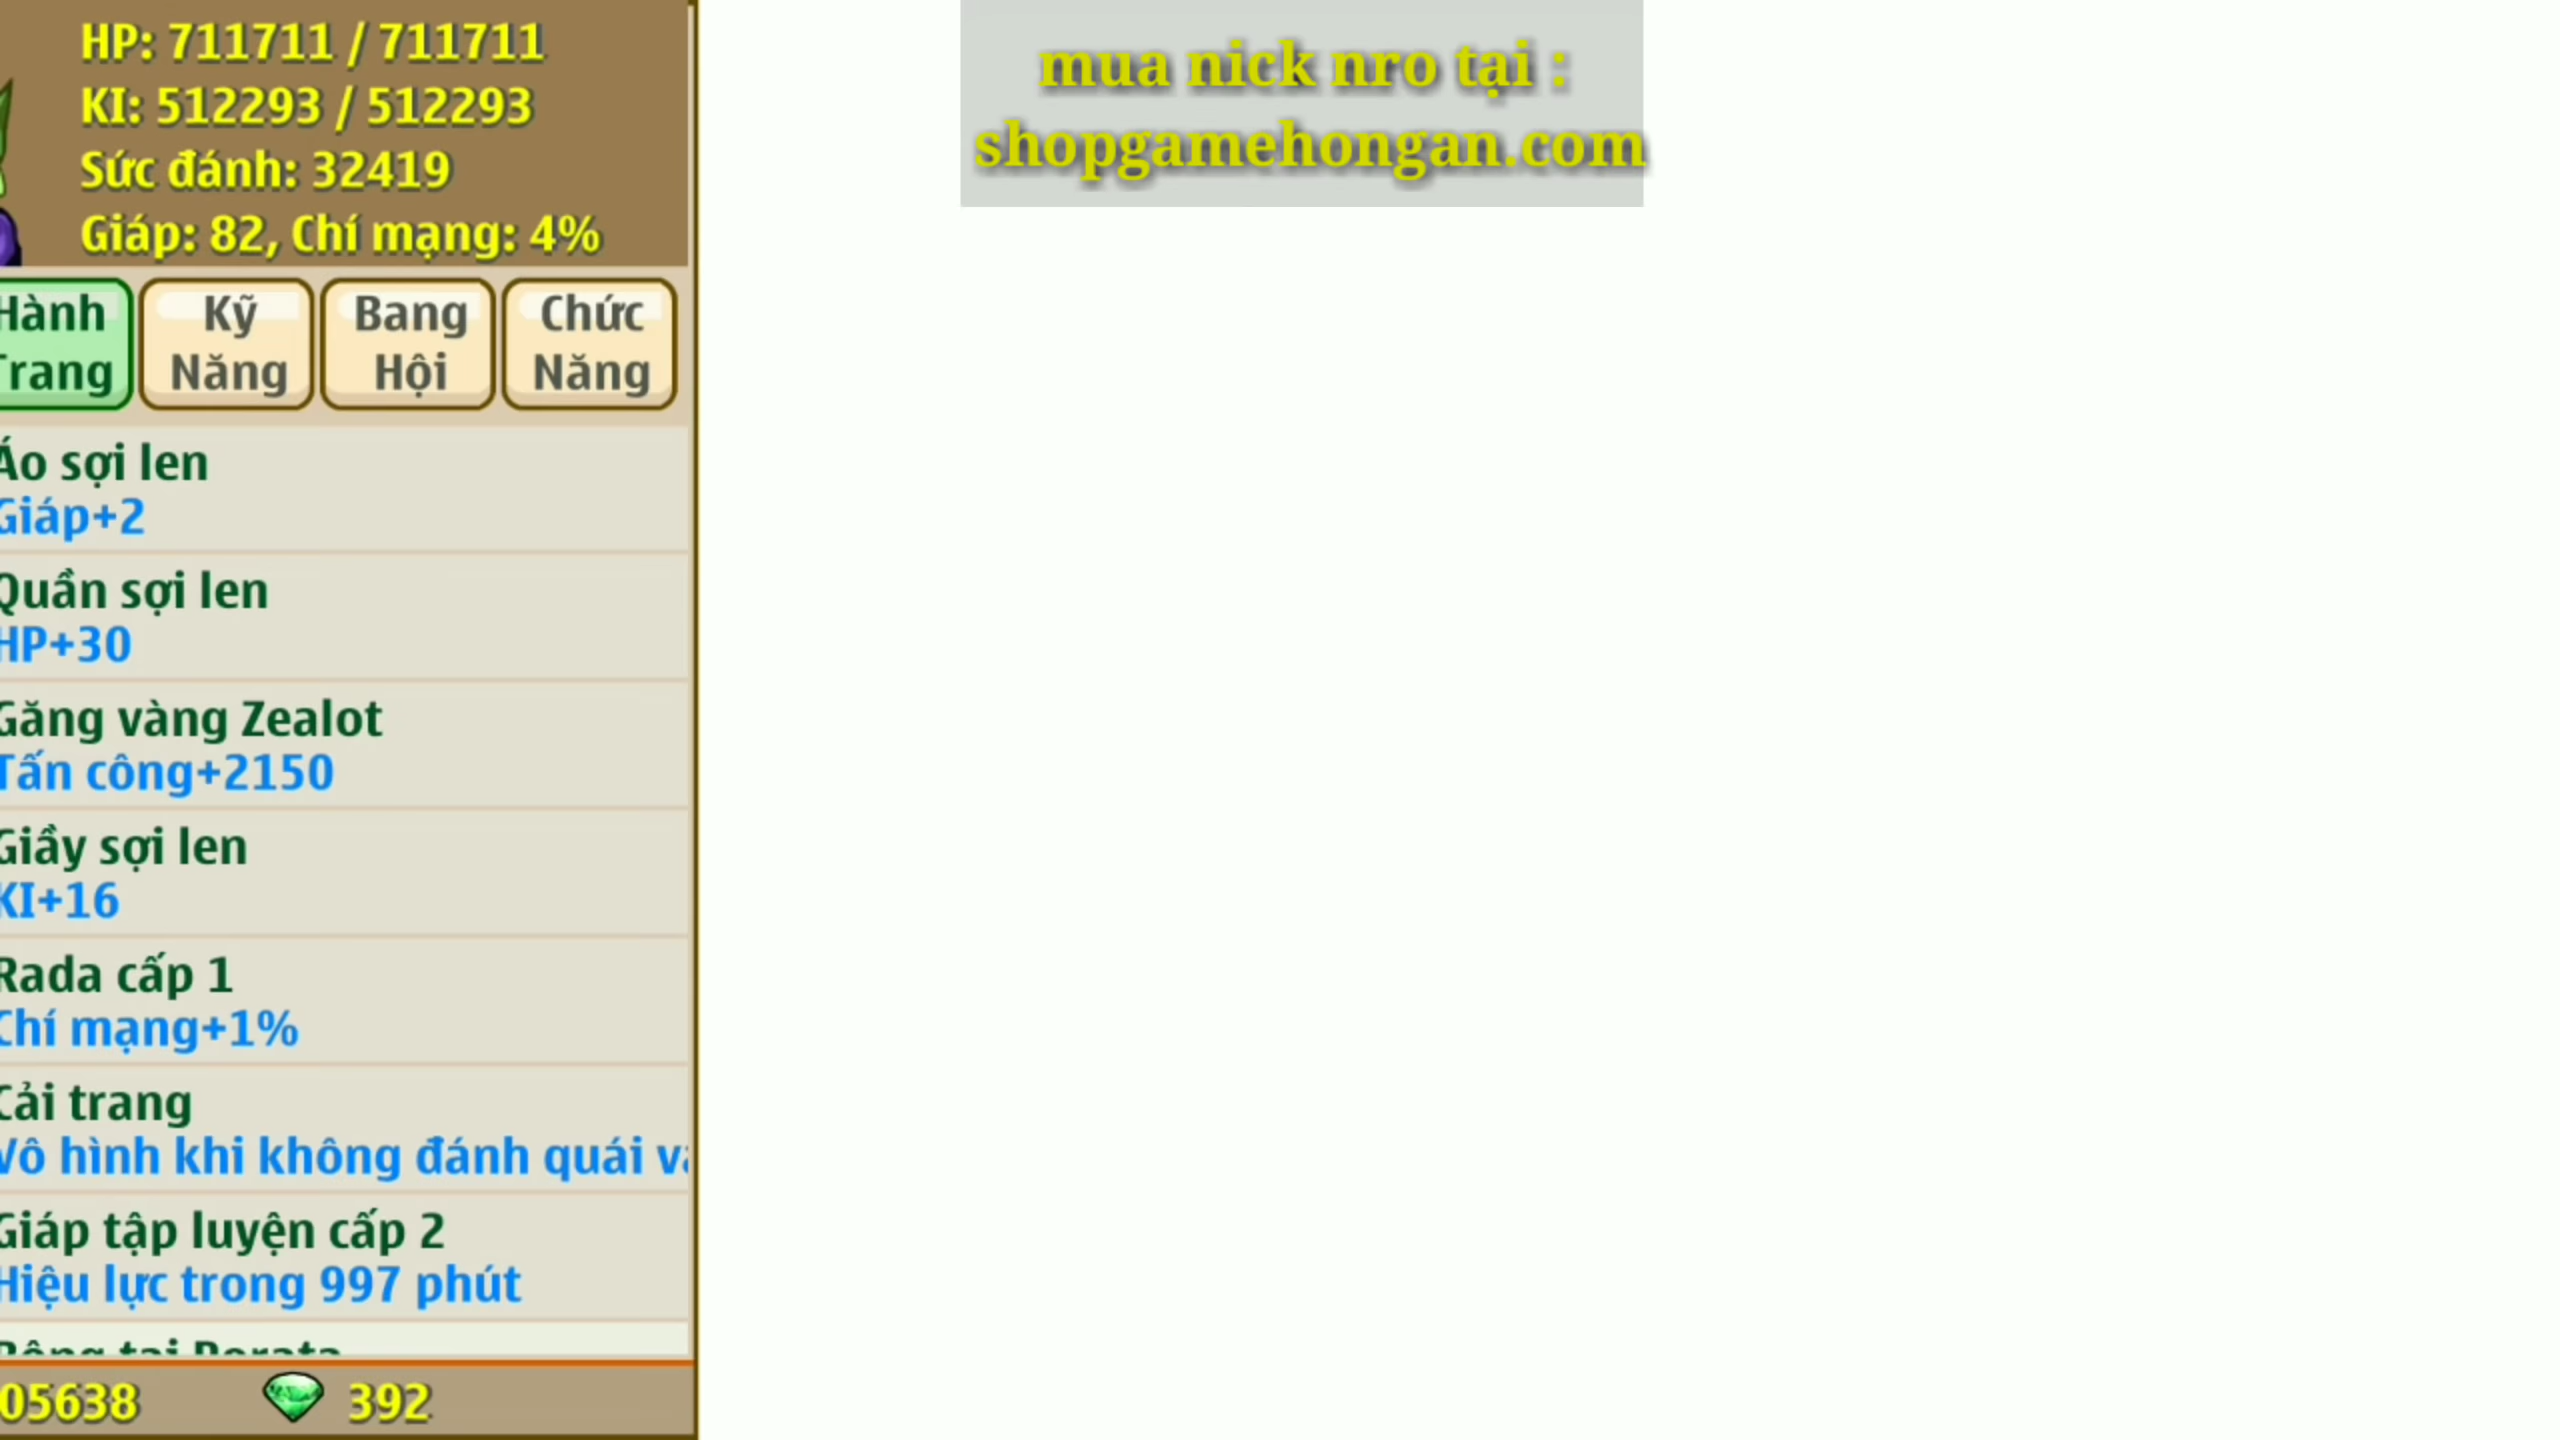 HP: 711711 / 711711
KI: 512293 / 512293
Sức đánh: 32419
Giáp: 82, Chí mạng: 4%
mua nick nro tại :
shopgamehongan.com
Hành Trang
Kỹ Năng
Bang Hội
Chức Năng
Áo sợi len
Giáp+2
Quần sợi len
HP+30
Găng vàng Zealot
Tấn công+2150
Giầy sợi len
KI+16
Rada cấp 1
Chí mạng+1%
Cải trang
Vô hình khi không đánh quái
Giáp tập luyện cấp 2
Hiệu lực trong 997 phút
Bông tai Porata
05638
392